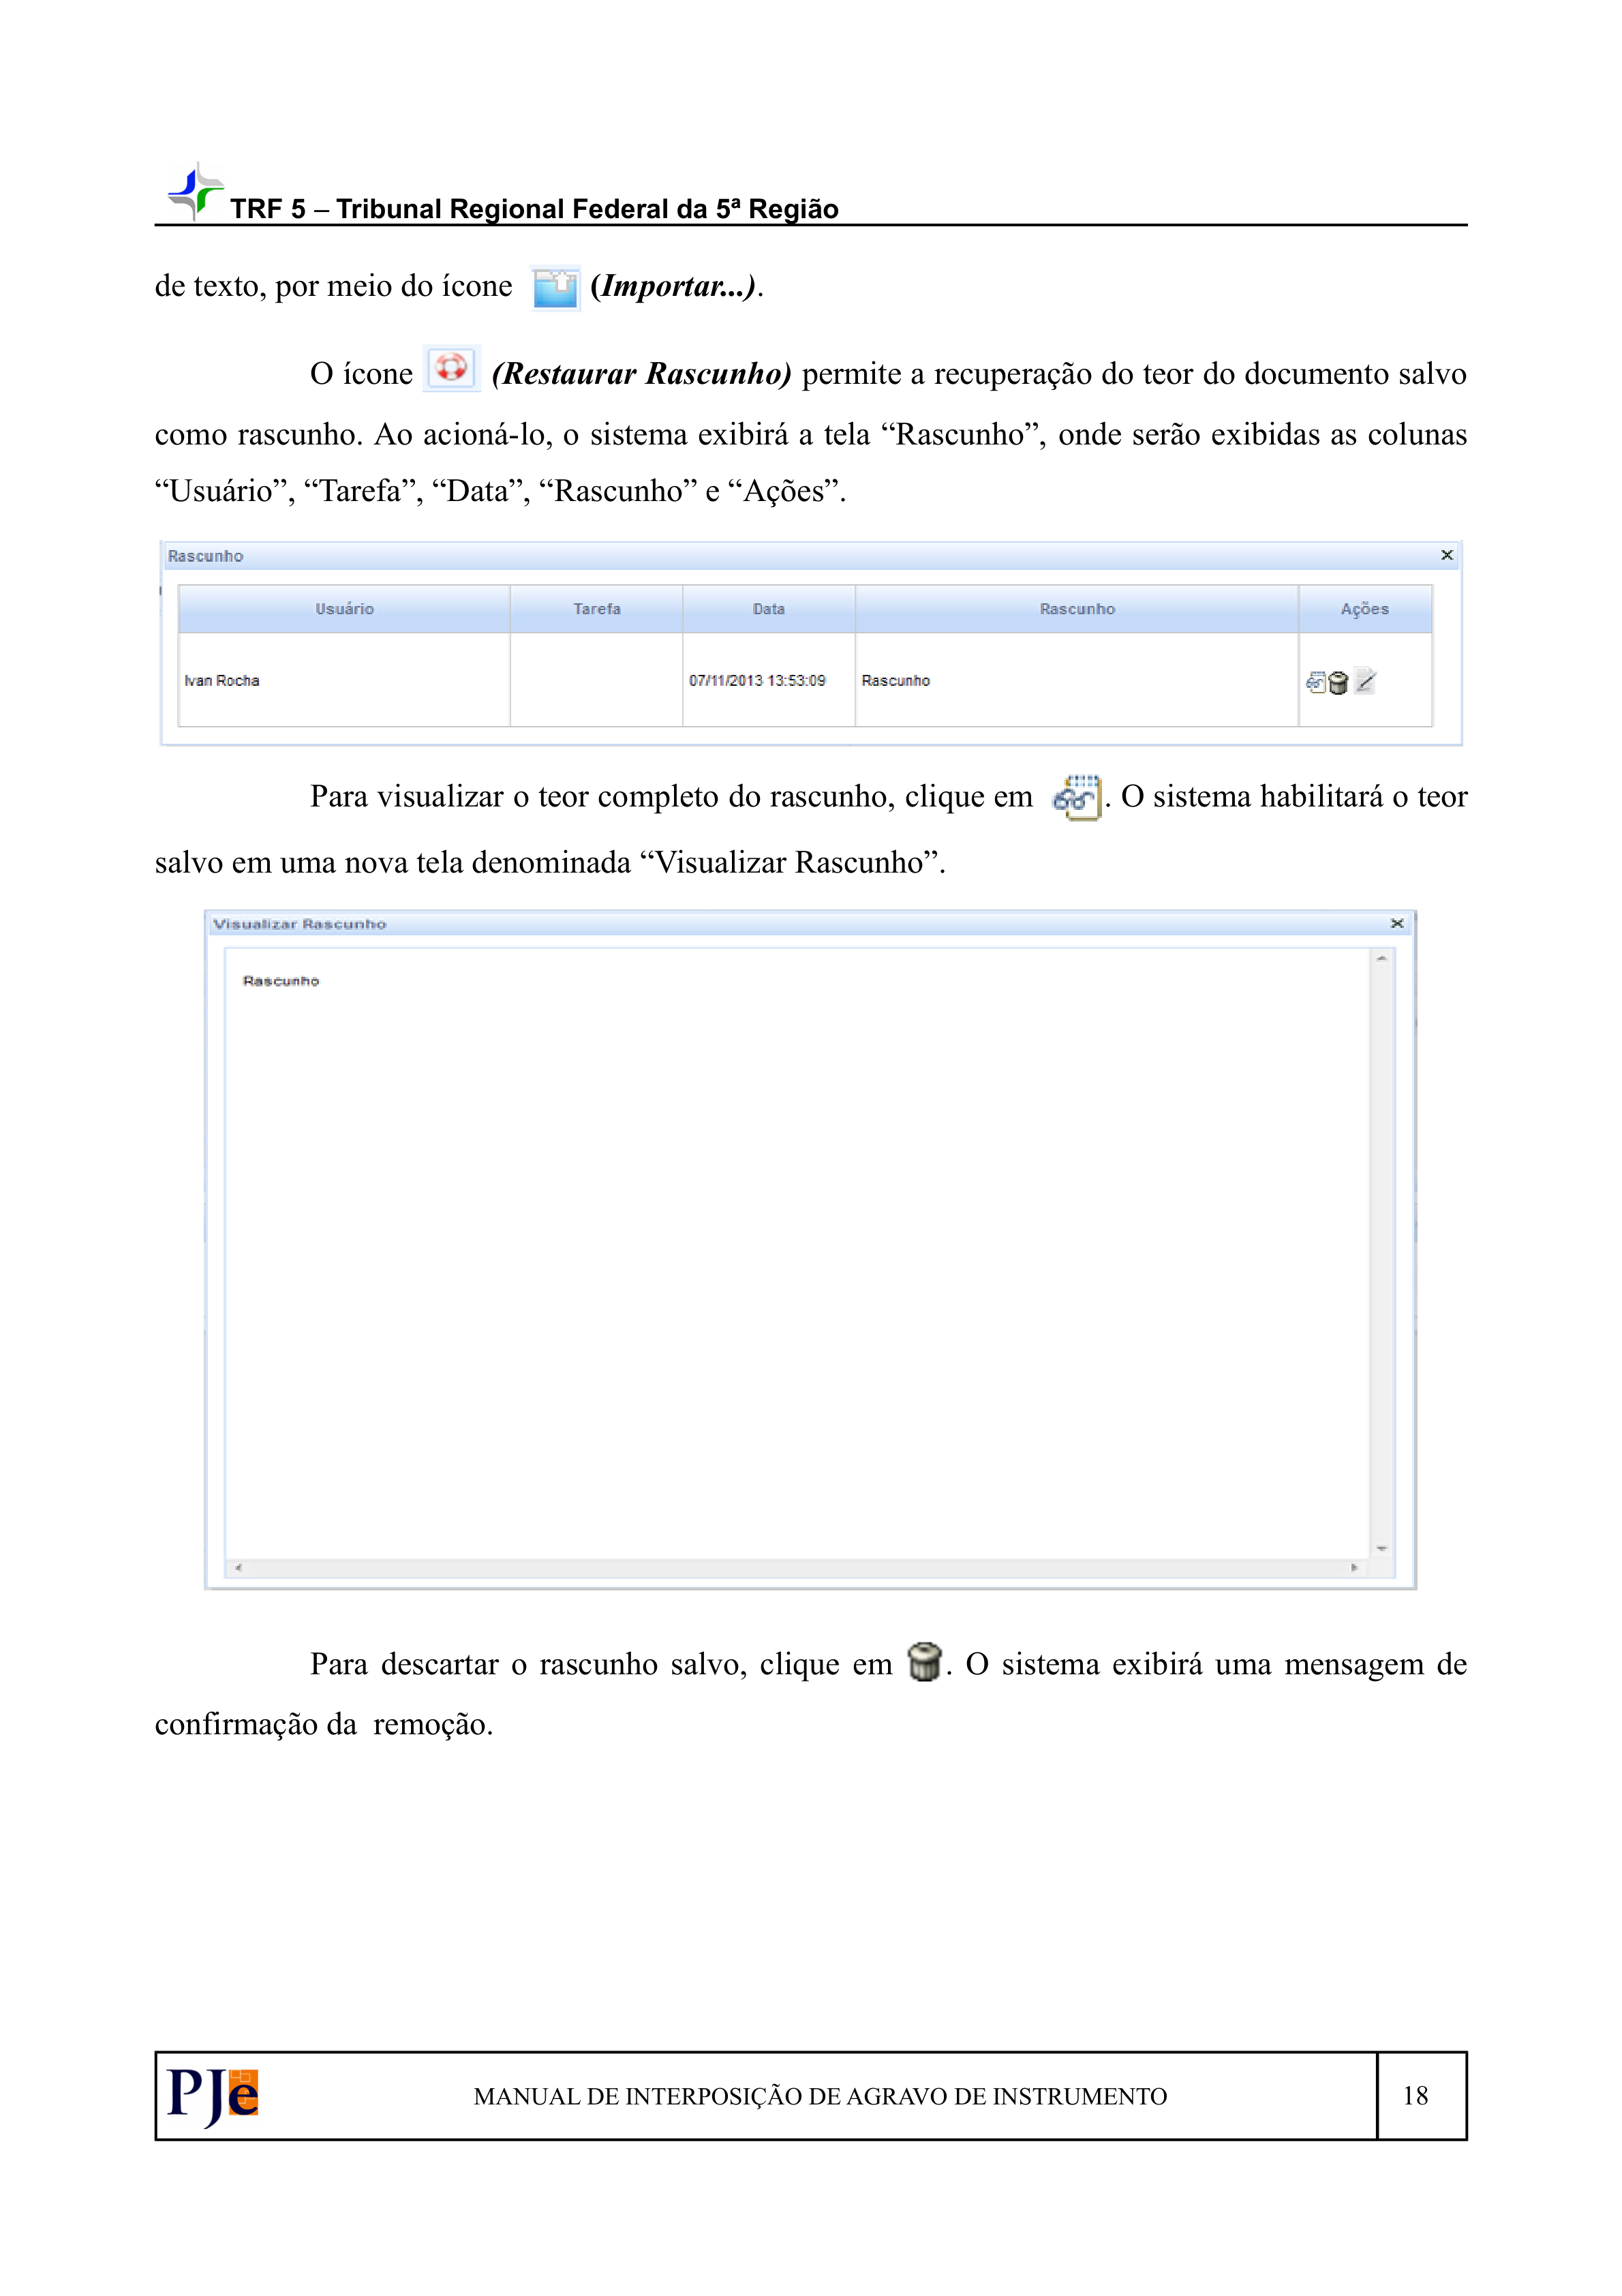 TRF 5 – Tribunal Regional Federal da 5ª Região
de texto, por meio do ícone (Importar...).
O ícone (Restaurar Rascunho) permite a recuperação do teor do documento salvo
como rascunho. Ao acioná-lo, o sistema exibirá a tela “Rascunho”, onde serão exibidas as colunas
“Usuário”, “Tarefa”, “Data”, “Rascunho” e “Ações”.
Rascunho
Usuário Tarefa Data Rascunho Ações
Ivan Rocha 07/11/2013 13:53:09 Rascunho
Para visualizar o teor completo do rascunho, clique em . O sistema habilitará o teor
salvo em uma nova tela denominada “Visualizar Rascunho”.
Visualizar Rascunho
Rascunho
Para descartar o rascunho salvo, clique em . O sistema exibirá uma mensagem de
confirmação da remoção.
PJe MANUAL DE INTERPOSIÇÃO DE AGRAVO DE INSTRUMENTO 18